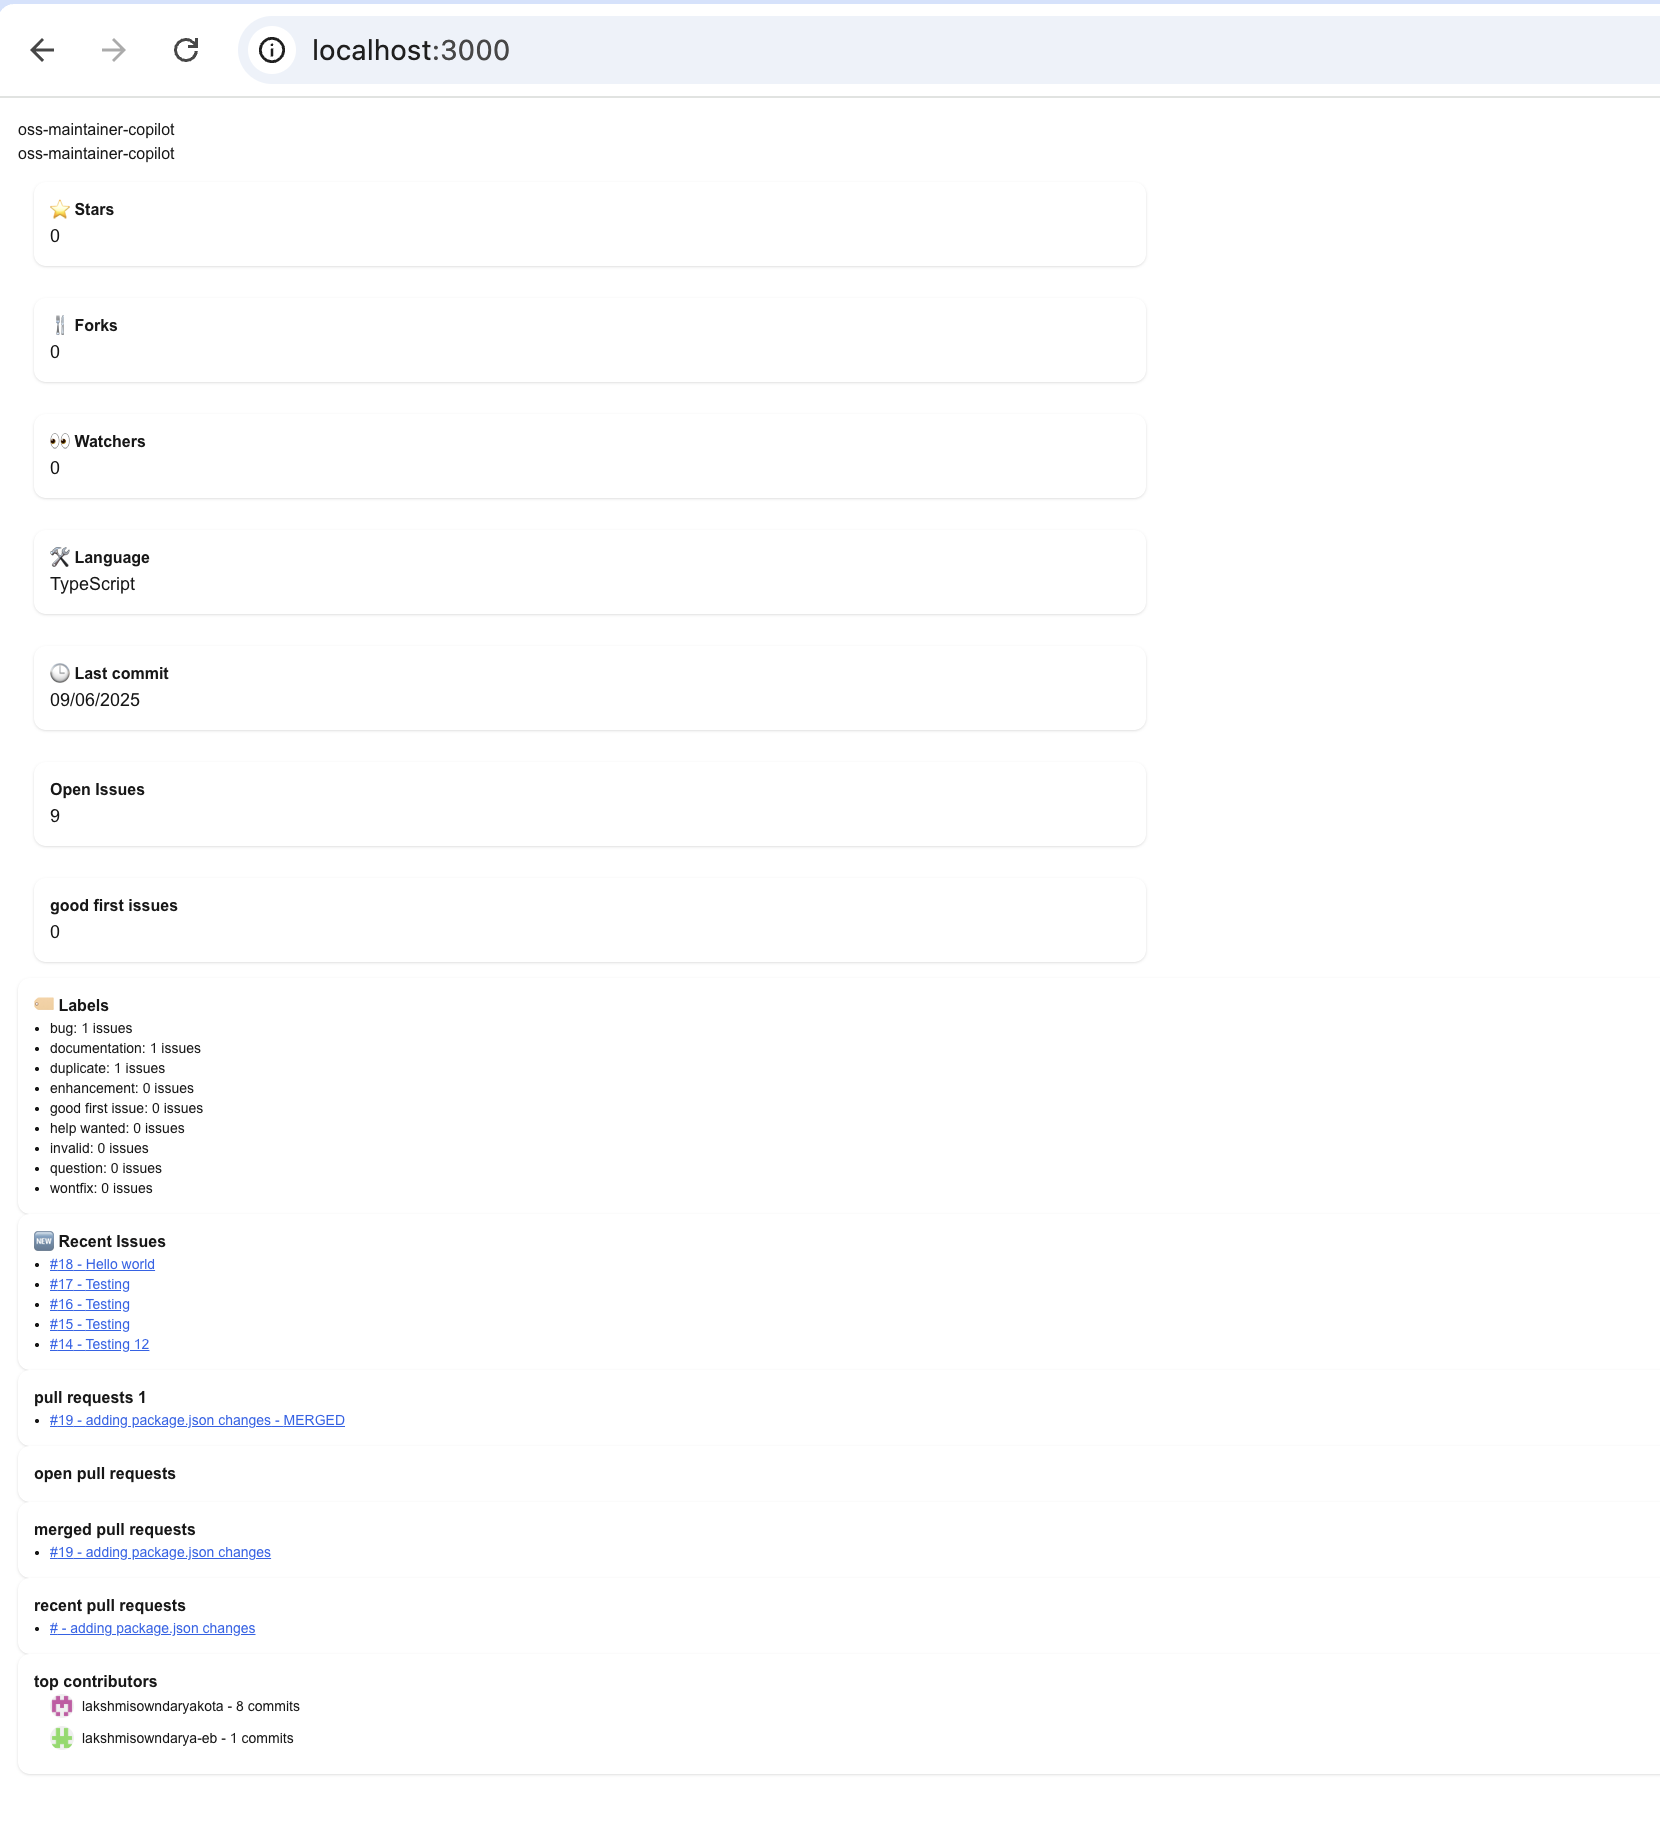 localhost:3000
oss-maintainer-copilot
oss-maintainer-copilot
⭐ Stars
0
🍴 Forks
0
👀 Watchers
0
🛠 Language
TypeScript
🕒 Last commit
09/06/2025
Open Issues
9
good first issues
0
🏷 Labels
• bug: 1 issues
• documentation: 1 issues
• duplicate: 1 issues
• enhancement: 0 issues
• good first issue: 0 issues
• help wanted: 0 issues
• invalid: 0 issues
• question: 0 issues
• wontfix: 0 issues
🆕 Recent Issues
• #18 - Hello world
• #17 - Testing
• #16 - Testing
• #15 - Testing
• #14 - Testing 12
pull requests 1
• #19 - adding package.json changes - MERGED
open pull requests
merged pull requests
• #19 - adding package.json changes
recent pull requests
• # - adding package.json changes
top contributors
lakshmisowndaryakota - 8 commits
lakshmisowndarya-eb - 1 commits